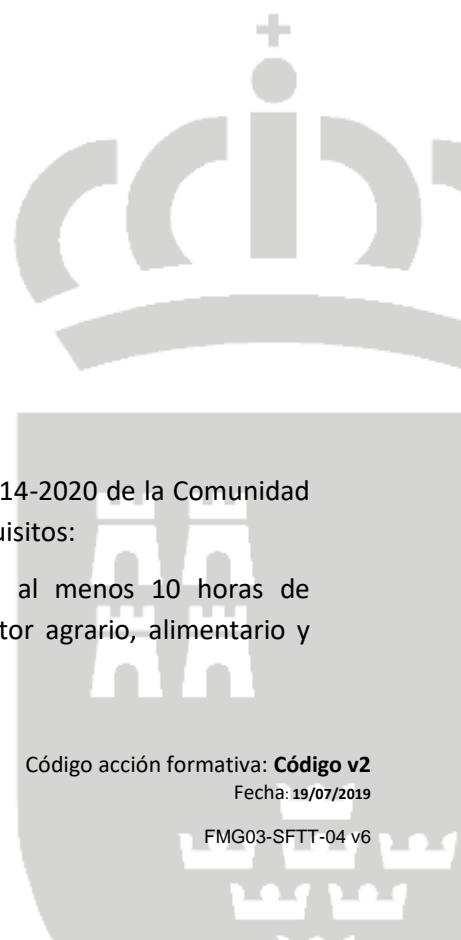 14-2020 de la Comunidad
uisitos:
al menos 10 horas de
tor agrario, alimentario y
Código acción formativa: Código v2
Fecha: 19/07/2019
FMG03-SFTT-04 v6